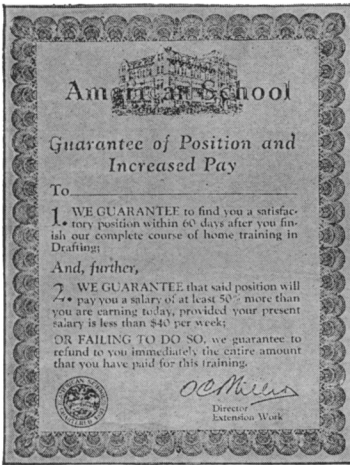 American School
Guarantee of Position and
Increased Pay
To
1. WE GUARANTEE to find you a satisfac-
tory position within 60 days after you fin-
ish our complete course of home training in
Drafting;
And, further,
2. WE GUARANTEE that said position will
pay you a salary of at least 50% more than
you are earning today, provided your present
salary is less than $40 per week;
OR FAILING TO DO SO, we guarantee to
refund to you immediately the entire amount
that you have paid for this training.
O C Miller
Director
Extension Work